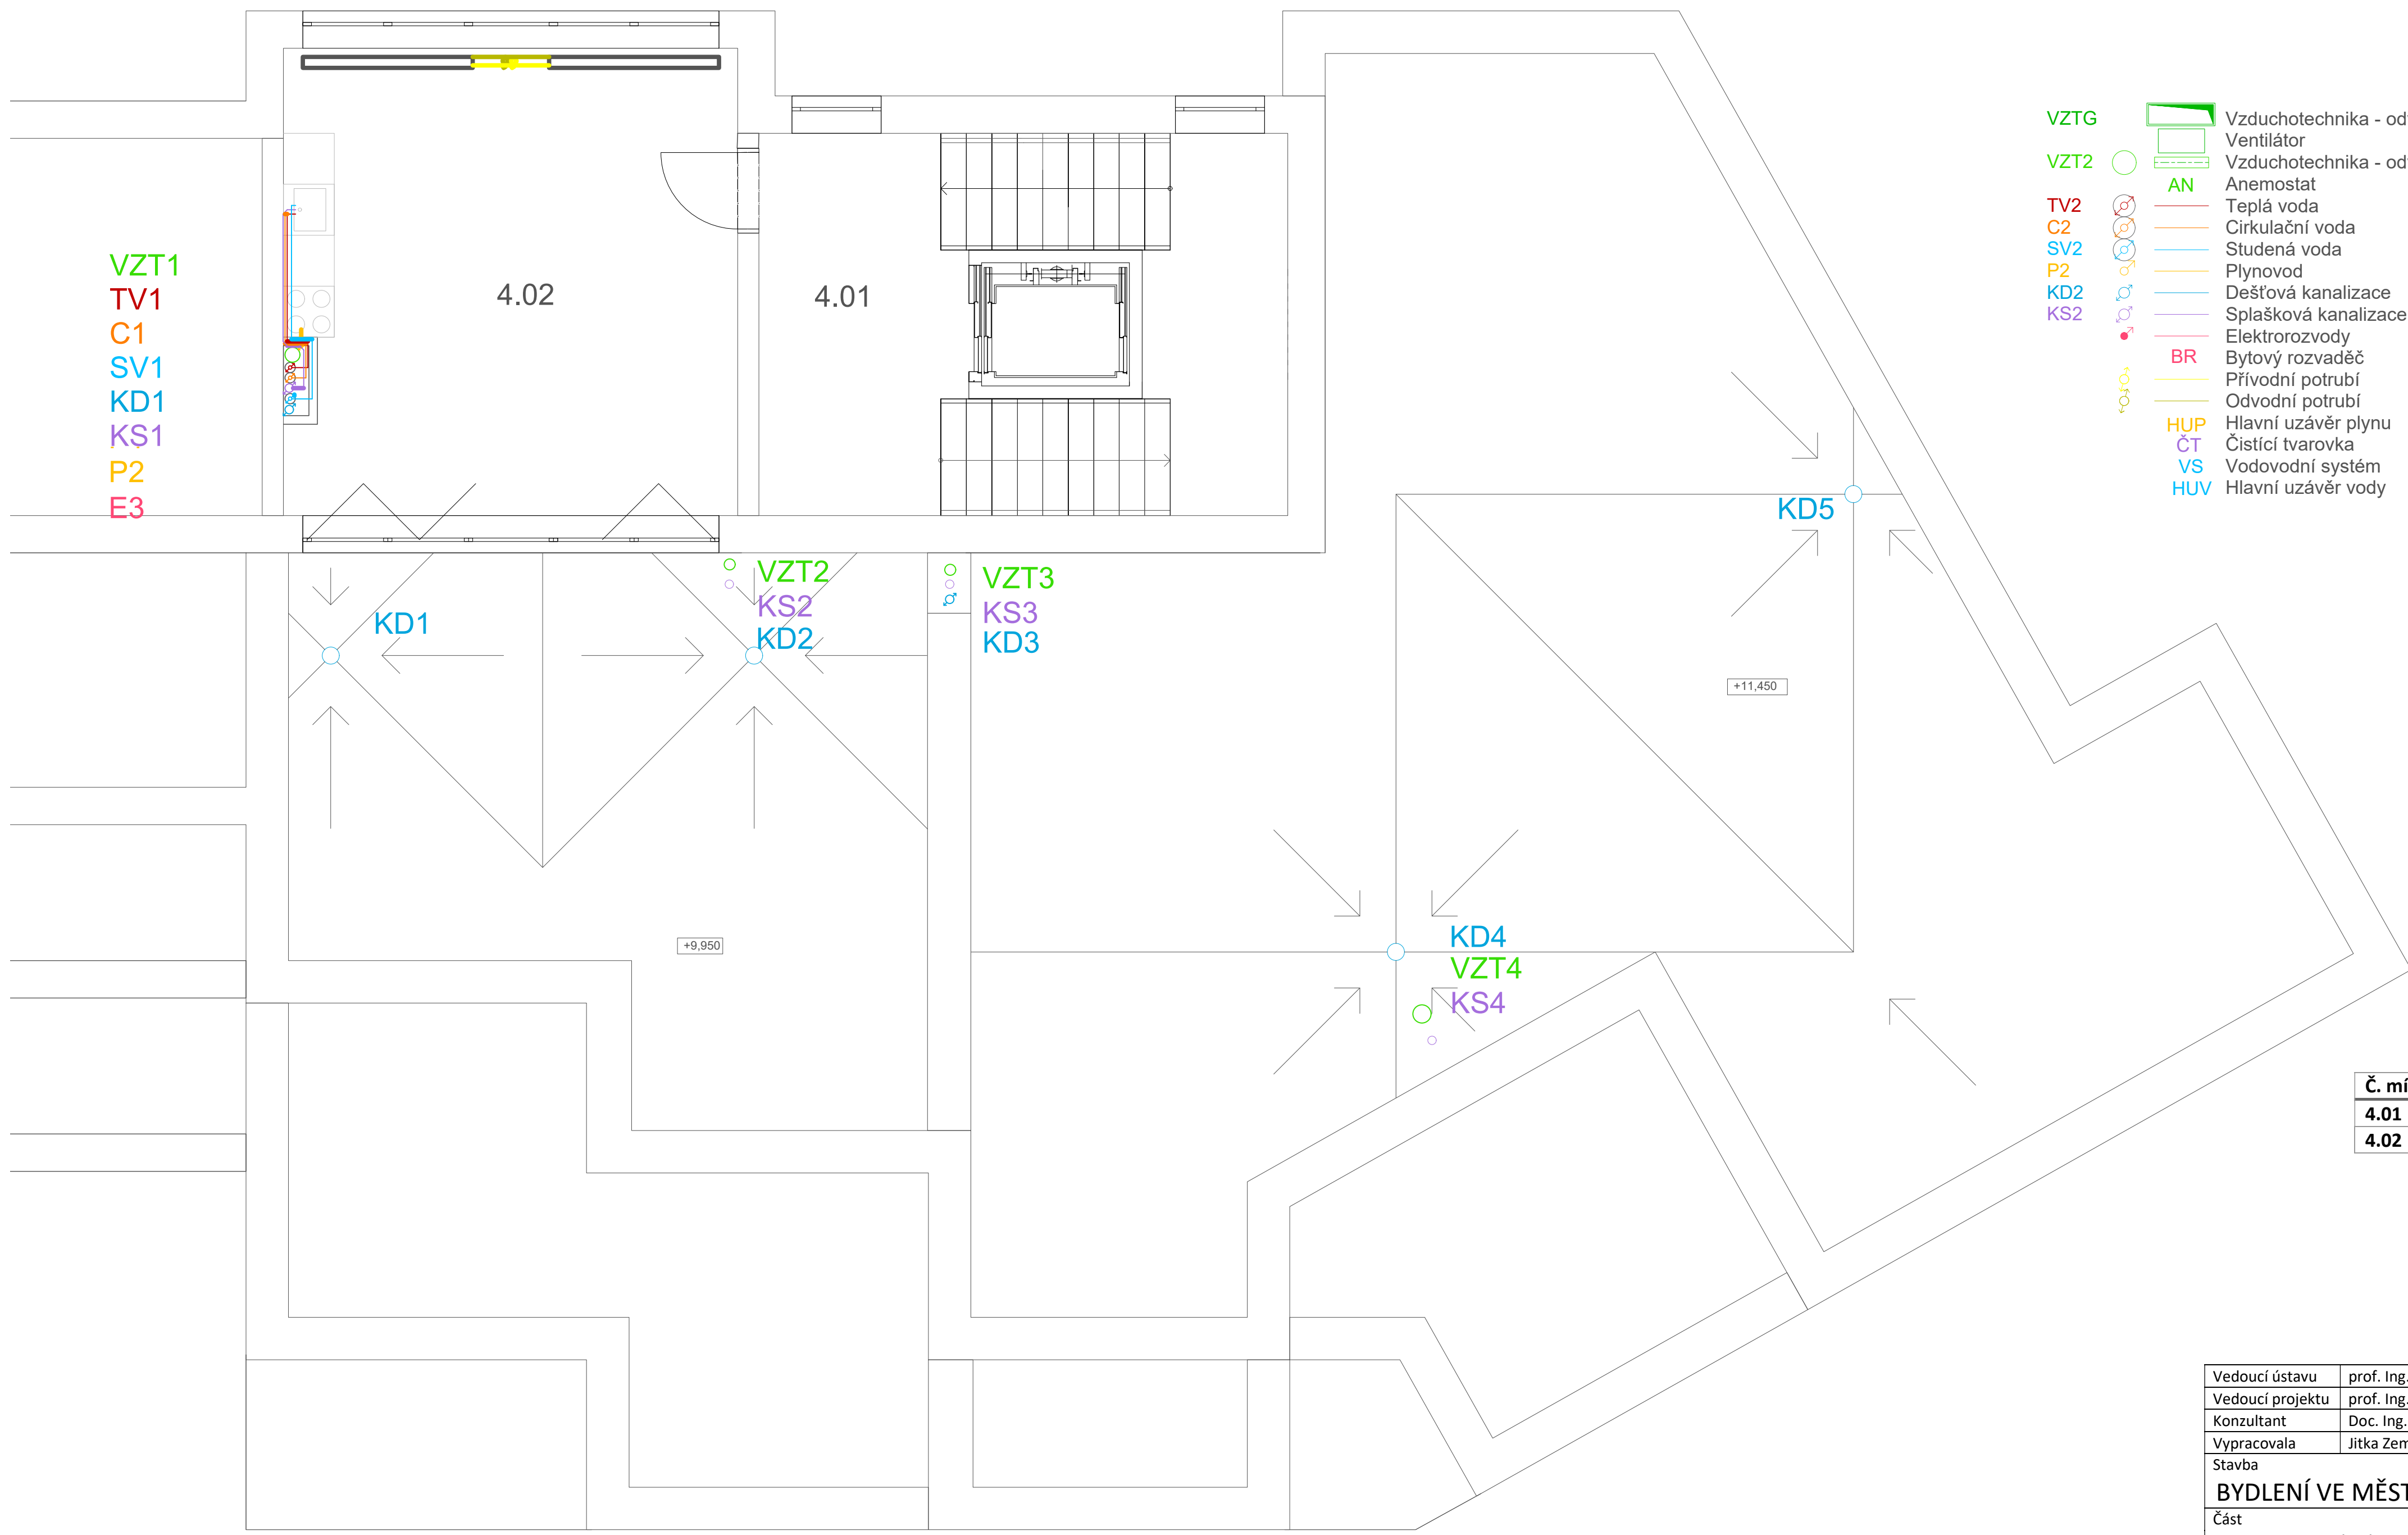 VZTG Vzduchotechnika - od
Ventilátor
VZT2 Vzduchotechnika - od
AN Anemostat
TV2 Teplá voda
C2 Cirkulační voda
SV2 Studená voda
P2 Plynovod
KD2 Dešťová kanalizace
KS2 Splašková kanalizace
Elektrorozvody
BR Bytový rozvaděč
Přívodní potrubí
Odvodní potrubí
HUP Hlavní uzávěr plynu
ČT Čistící tvarovka
VS Vodovodní systém
HUV Hlavní uzávěr vody
VZT1
TV1
C1
SV1
KD1
KS1
P2
E3
4.02
4.01
KD5
VZT2
KS2
KD2
VZT3
KS3
KD3
KD1
+11,450
+9,950
KD4
VZT4
KS4
Č. mí
4.01
4.02
Vedoucí ústavu prof. Ing.
Vedoucí projektu prof. Ing.
Konzultant Doc. Ing.
Vypracovala Jitka Zem
Stavba
BYDLENÍ VE MĚST
Část